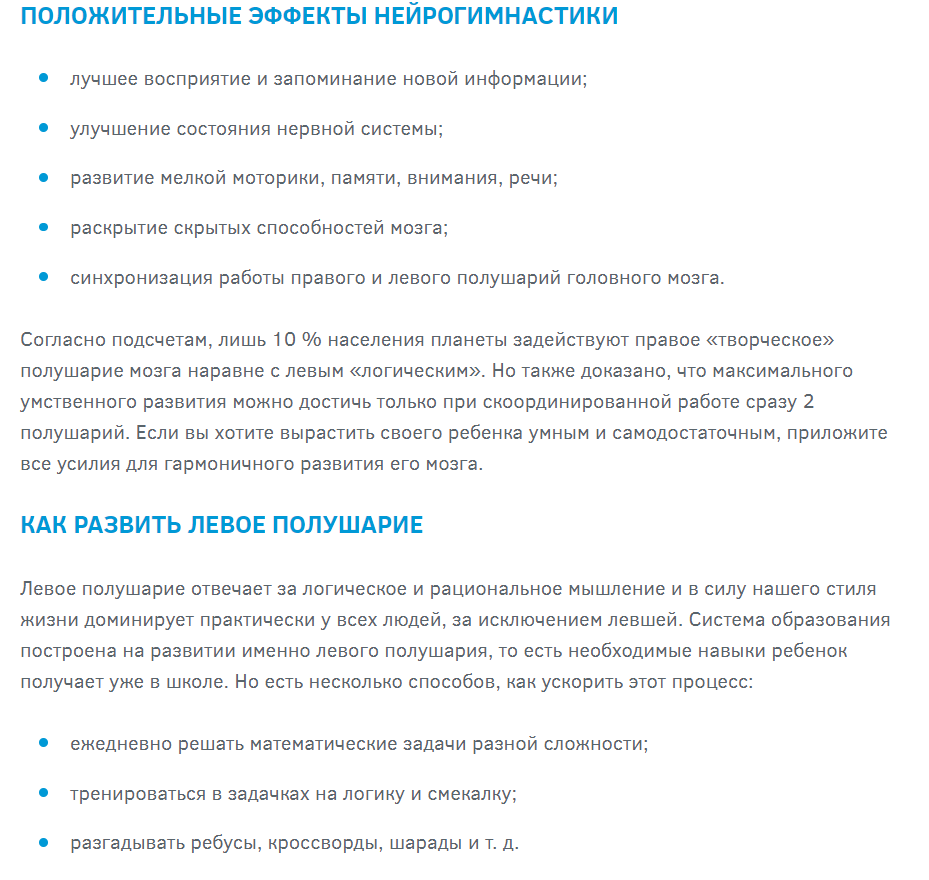 ПОЛОЖИТЕЛЬНЫЕ ЭФФЕКТЫ НЕЙРОГИМНАСТИКИ
лучшее восприятие и запоминание новой информации;
улучшение состояния нервной системы;
развитие мелкой моторики, памяти, внимания, речи;
раскрытие скрытых способностей мозга;
синхронизация работы правого и левого полушарий головного мозга.
Согласно подсчетам, лишь 10 % населения планеты задействуют правое «творческое»
полушарие мозга наравне с левым «логическим». Но также доказано, что максимального
умственного развития можно достичь только при скоординированной работе сразу 2
полушарий. Если вы хотите вырастить своего ребенка умным и самодостаточным, приложите
все усилия для гармоничного развития его мозга.
КАК РАЗВИТЬ ЛЕВОЕ ПОЛУШАРИЕ
Левое полушарие отвечает за логическое и рациональное мышление и в силу нашего стиля
жизни доминирует практически у всех людей, за исключением левшей. Система образования
построена на развитии именно левого полушария, то есть необходимые навыки ребенок
получает уже в школе. Но есть несколько способов, как ускорить этот процесс:
ежедневно решать математические задачи разной сложности;
тренироваться в задачках на логику и смекалку;
разгадывать ребусы, кроссворды, шарады и т. д.